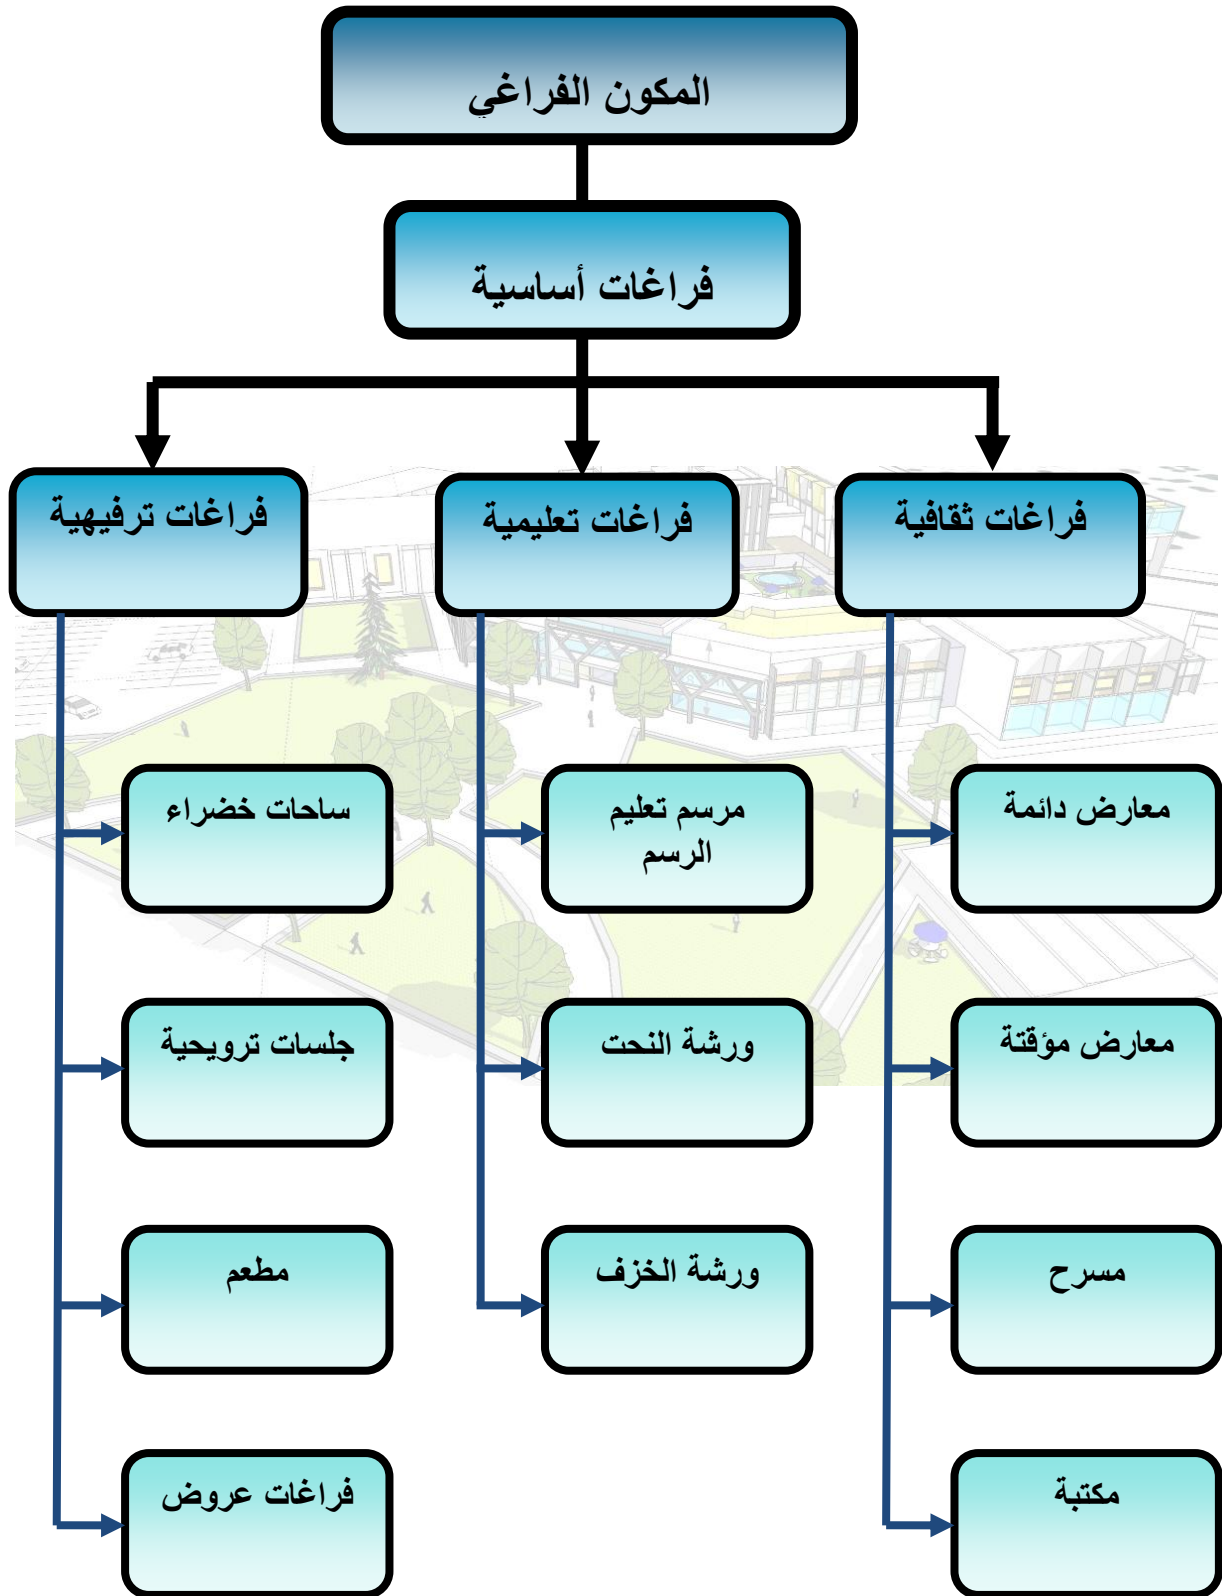 المكون الفراغي
فراغات أساسية
فراغات ثقافية
فراغات تعليمية
فراغات ترفيهية
معارض دائمة
مرسم تعليم
الرسم
ساحات خضراء
معارض مؤقتة
ورشة النحت
جلسات ترويحية
مسرح
ورشة الخزف
مطعم
مكتبة
فراغات عروض